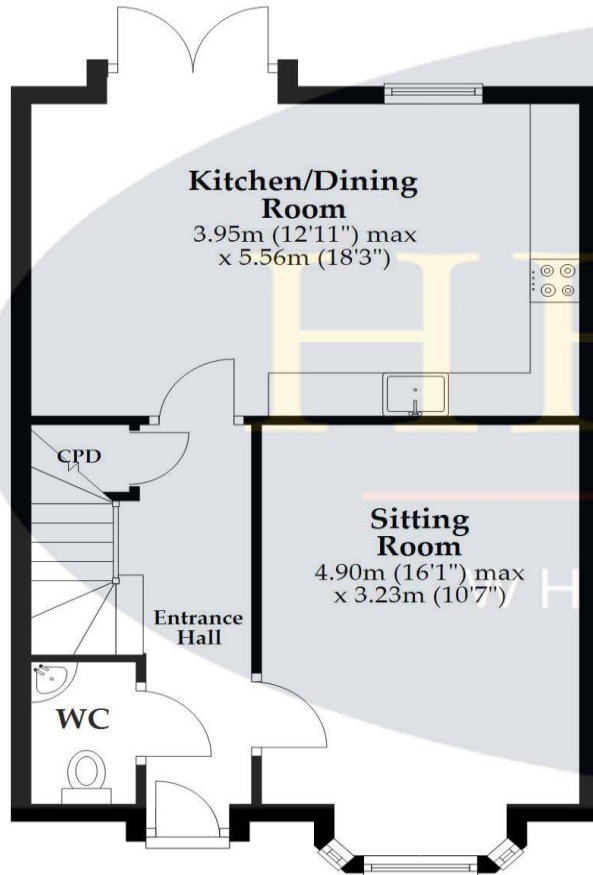 Kitchen/Dining
Room
3.95m (12'11") max
x 5.56m (18'3")
CPD
Sitting
Room
4.90m (16'1") max
x 3.23m (10'7")
Entrance
Hall
WC
W H